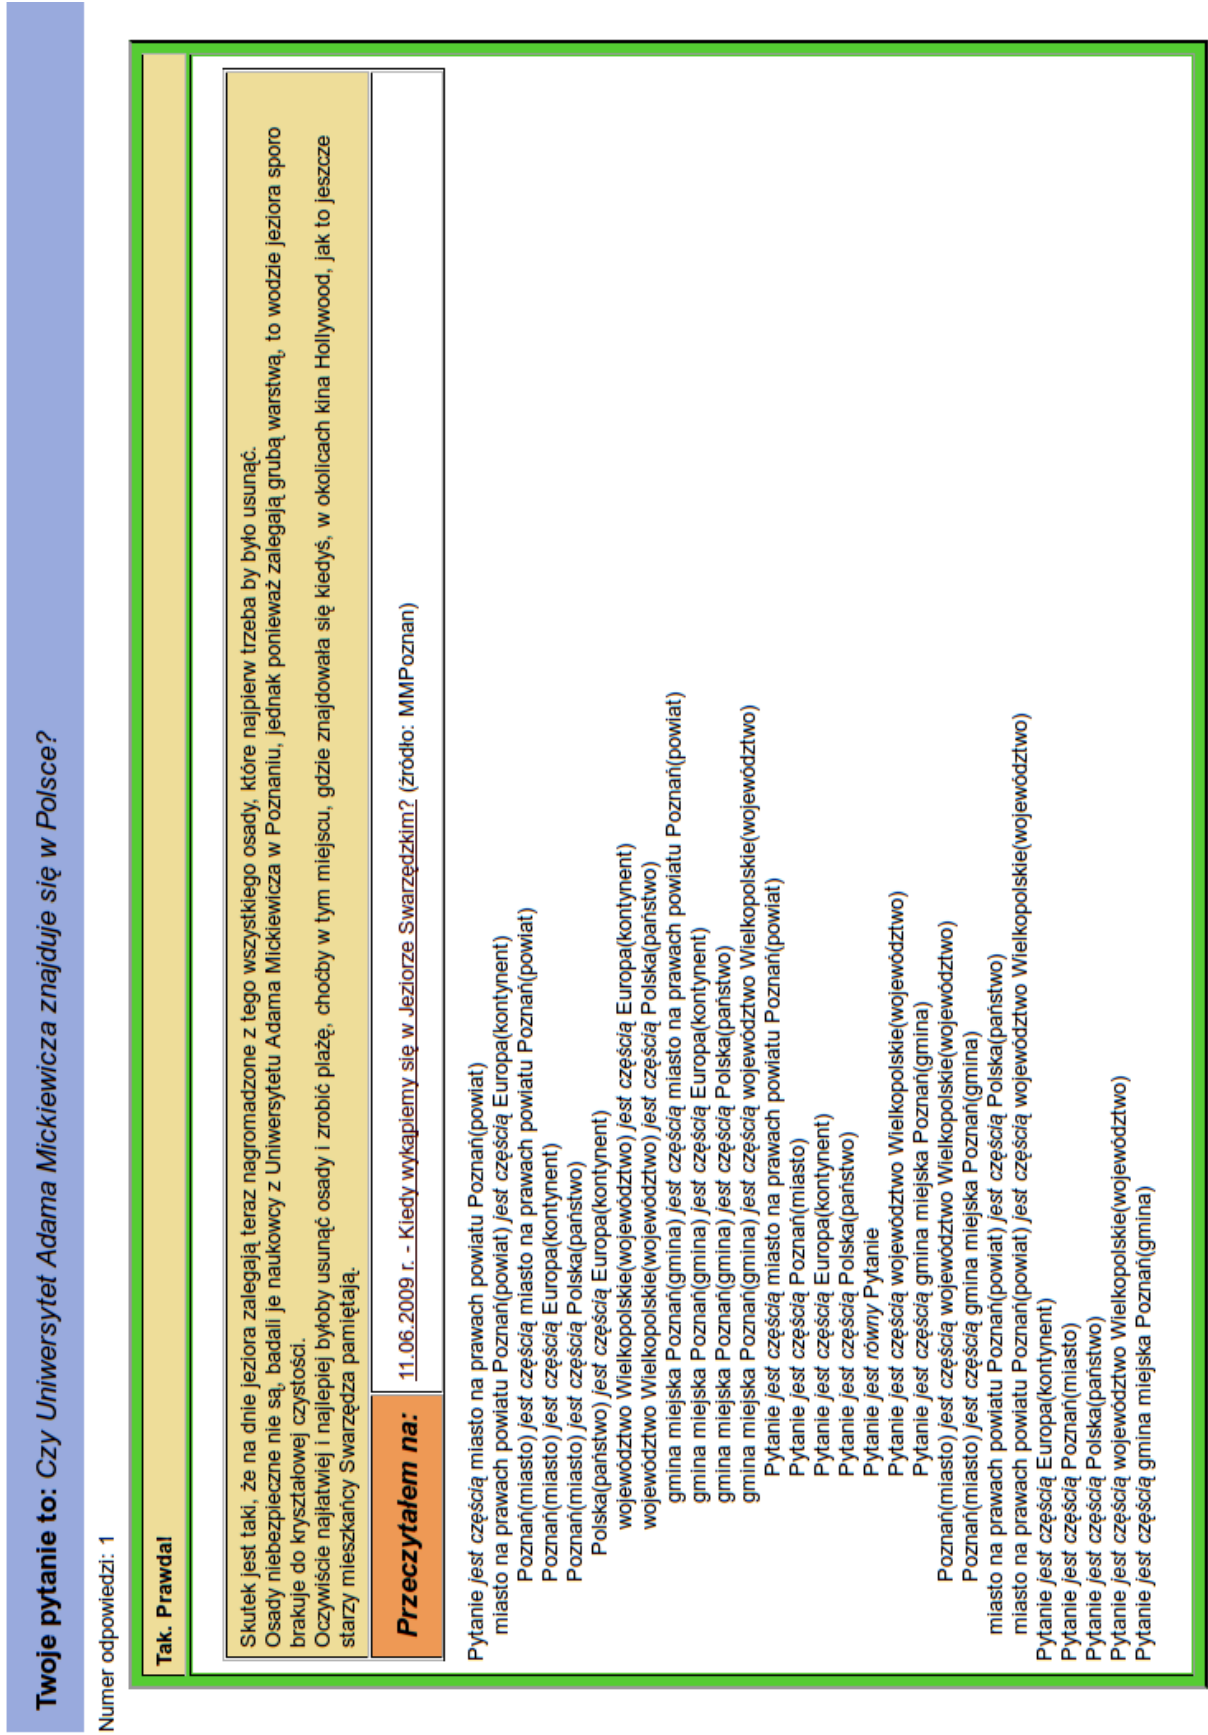 Twoje pytanie to: Czy Uniwersytet Adama Mickiewicza znajduje się w Polsce?
Numer odpowiedzi: 1
Tak. Prawda!
Skutek jest taki, że na dnie jeziora zalegają teraz nagromadzone z tego wszystkiego osady, które najpierw trzeba by było usunąć.
Osady niebezpieczne nie są, badali je naukowcy z Uniwersytetu Adama Mickiewicza w Poznaniu, jednak ponieważ zalegają grubą warstwą, to wodzie jeziora sporo
brakuje do kryształowej czystości.
Oczywiście najłatwiej i najlepiej byłoby usunąć osady i zrobić plażę, choćby w tym miejscu, gdzie znajdowała się kiedyś, w okolicach kina Hollywood, jak to jeszcze
starzy mieszkańcy Swarzędza pamiętają.
Przeczytałem na: 11.06.2009 r. - Kiedy wykąpiemy się w Jeziorze Swarzędzkim? (źródło: MMPoznan)
Pytanie jest częścią miasto na prawach powiatu Poznań(powiat)
miasto na prawach powiatu Poznań(powiat) jest częścią Europa(kontynent)
Poznań(miasto) jest częścią miasto na prawach powiatu Poznań(powiat)
Poznań(miasto) jest częścią Europa(kontynent)
Poznań(miasto) jest częścią Polska(państwo)
Polska(państwo) jest częścią Europa(kontynent)
województwo Wielkopolskie(województwo) jest częścią Europa(kontynent)
województwo Wielkopolskie(województwo) jest częścią Polska(państwo)
gmina miejska Poznań(gmina) jest częścią miasto na prawach powiatu Poznań(powiat)
gmina miejska Poznań(gmina) jest częścią Europa(kontynent)
gmina miejska Poznań(gmina) jest częścią Polska(państwo)
gmina miejska Poznań(gmina) jest częścią województwo Wielkopolskie(województwo)
Pytanie jest częścią miasto na prawach powiatu Poznań(powiat)
Pytanie jest częścią Poznań(miasto)
Pytanie jest częścią Europa(kontynent)
Pytanie jest częścią Polska(państwo)
Pytanie jest równy Pytanie
Pytanie jest częścią województwo Wielkopolskie(województwo)
Pytanie jest częścią gmina miejska Poznań(gmina)
Poznań(miasto) jest częścią województwo Wielkopolskie(województwo)
Poznań(miasto) jest częścią gmina miejska Poznań(gmina)
miasto na prawach powiatu Poznań(powiat) jest częścią Polska(państwo)
miasto na prawach powiatu Poznań(powiat) jest częścią województwo Wielkopolskie(województwo)
Pytanie jest częścią Europa(kontynent)
Pytanie jest częścią Poznań(miasto)
Pytanie jest częścią Polska(państwo)
Pytanie jest częścią województwo Wielkopolskie(województwo)
Pytanie jest częścią gmina miejska Poznań(gmina)